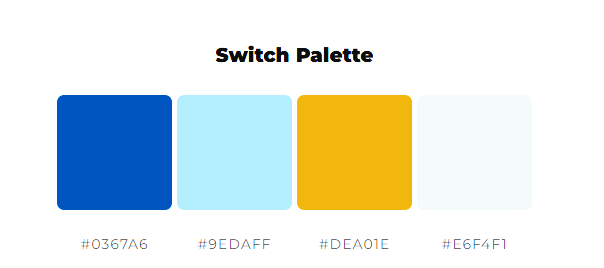 Switch Palette
#0367A6 #9EDAFF #DEA01E #E6F4F1